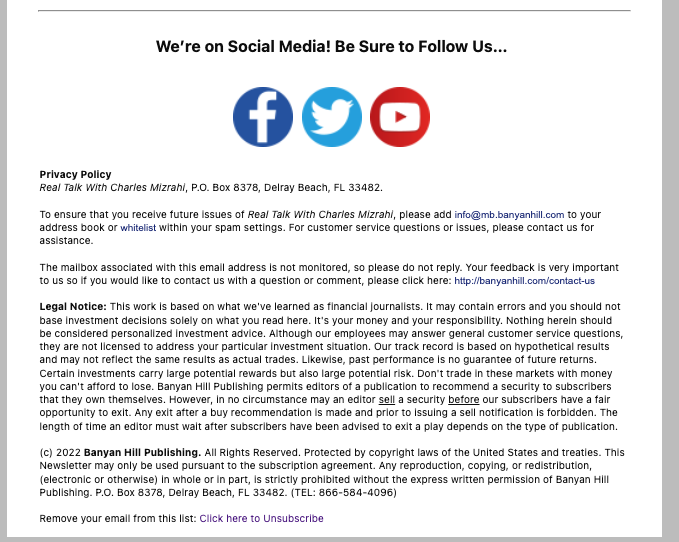 We're on Social Media! Be Sure to Follow Us...
Privacy Policy
Real Talk With Charles Mizrahi, P.O. Box 8378, Delray Beach, FL 33482.
To ensure that you receive future issues of Real Talk With Charles Mizrahi, please add info@mb.banyanhill.com to your
address book or whitelist within your spam settings. For customer service questions or issues, please contact us for
assistance.
The mailbox associated with this email address is not monitored, so please do not reply. Your feedback is very important
to us so if you would like to contact us with a question or comment, please click here: http://banyanhill.com/contact-us
Legal Notice: This work is based on what we've learned as financial journalists. It may contain errors and you should not
base investment decisions solely on what you read here. It's your money and your responsibility. Nothing herein should
be considered personalized investment advice. Although our employees may answer general customer service questions,
they are not licensed to address your particular investment situation. Our track record is based on hypothetical results
and may not reflect the same results as actual trades. Likewise, past performance is no guarantee of future returns.
Certain investments carry large potential rewards but also large potential risk. Don't trade in these markets with money
you can't afford to lose. Banyan Hill Publishing permits editors of a publication to recommend a security to subscribers
that they own themselves. However, in no circumstance may an editor sell a security before our subscribers have a fair
opportunity to exit. Any exit after a buy recommendation is made and prior to issuing a sell notification is forbidden. The
length of time an editor must wait after subscribers have been advised to exit a play depends on the type of publication.
(c) 2022 Banyan Hill Publishing. All Rights Reserved. Protected by copyright laws of the United States and treaties. This
Newsletter may only be used pursuant to the subscription agreement. Any reproduction, copying, or redistribution,
(electronic or otherwise) in whole or in part, is strictly prohibited without the express written permission of Banyan Hill
Publishing. P.O. Box 8378, Delray Beach, FL 33482. (TEL: 866-584-4096)
Remove your email from this list: Click here to Unsubscribe